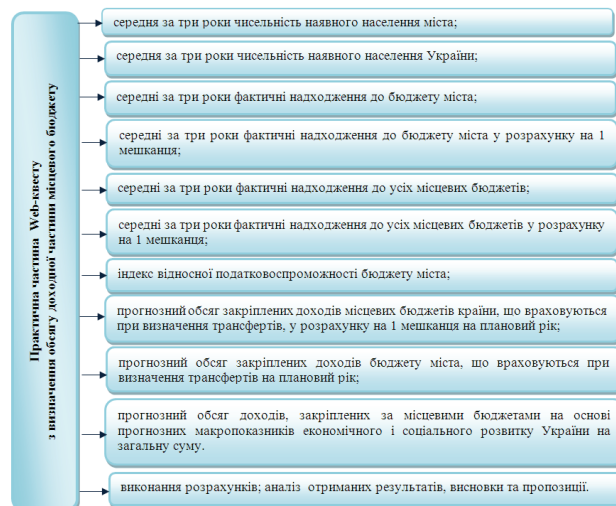 Практична частина Web-квесту
з визначення обсягу доходної частини місцевого бюджету
середня за три роки чисельність наявного населення міста;
середня за три роки чисельність наявного населення України;
середні за три роки фактичні надходження до бюджету міста;
середні за три роки фактичні надходження до бюджету міста у розрахунку на 1
мешканця;
середні за три роки фактичні надходження до усіх місцевих бюджетів;
середні за три роки фактичні надходження до усіх місцевих бюджетів у розрахунку
на 1 мешканця;
індекс відносної податковоспроможності бюджету міста;
прогнозний обсяг закріплених доходів місцевих бюджетів країни, що враховуються
при визначення трансфертів, у розрахунку на 1 мешканця на плановий рік;
прогнозний обсяг закріплених доходів бюджету міста, що враховуються при
визначення трансфертів на плановий рік;
прогнозний обсяг доходів, закріплених за місцевими бюджетами на основі
прогнозних макропоказників економічного і соціального розвитку України на
загальну суму.
виконання розрахунків; аналіз отриманих результатів, висновки та пропозиції.